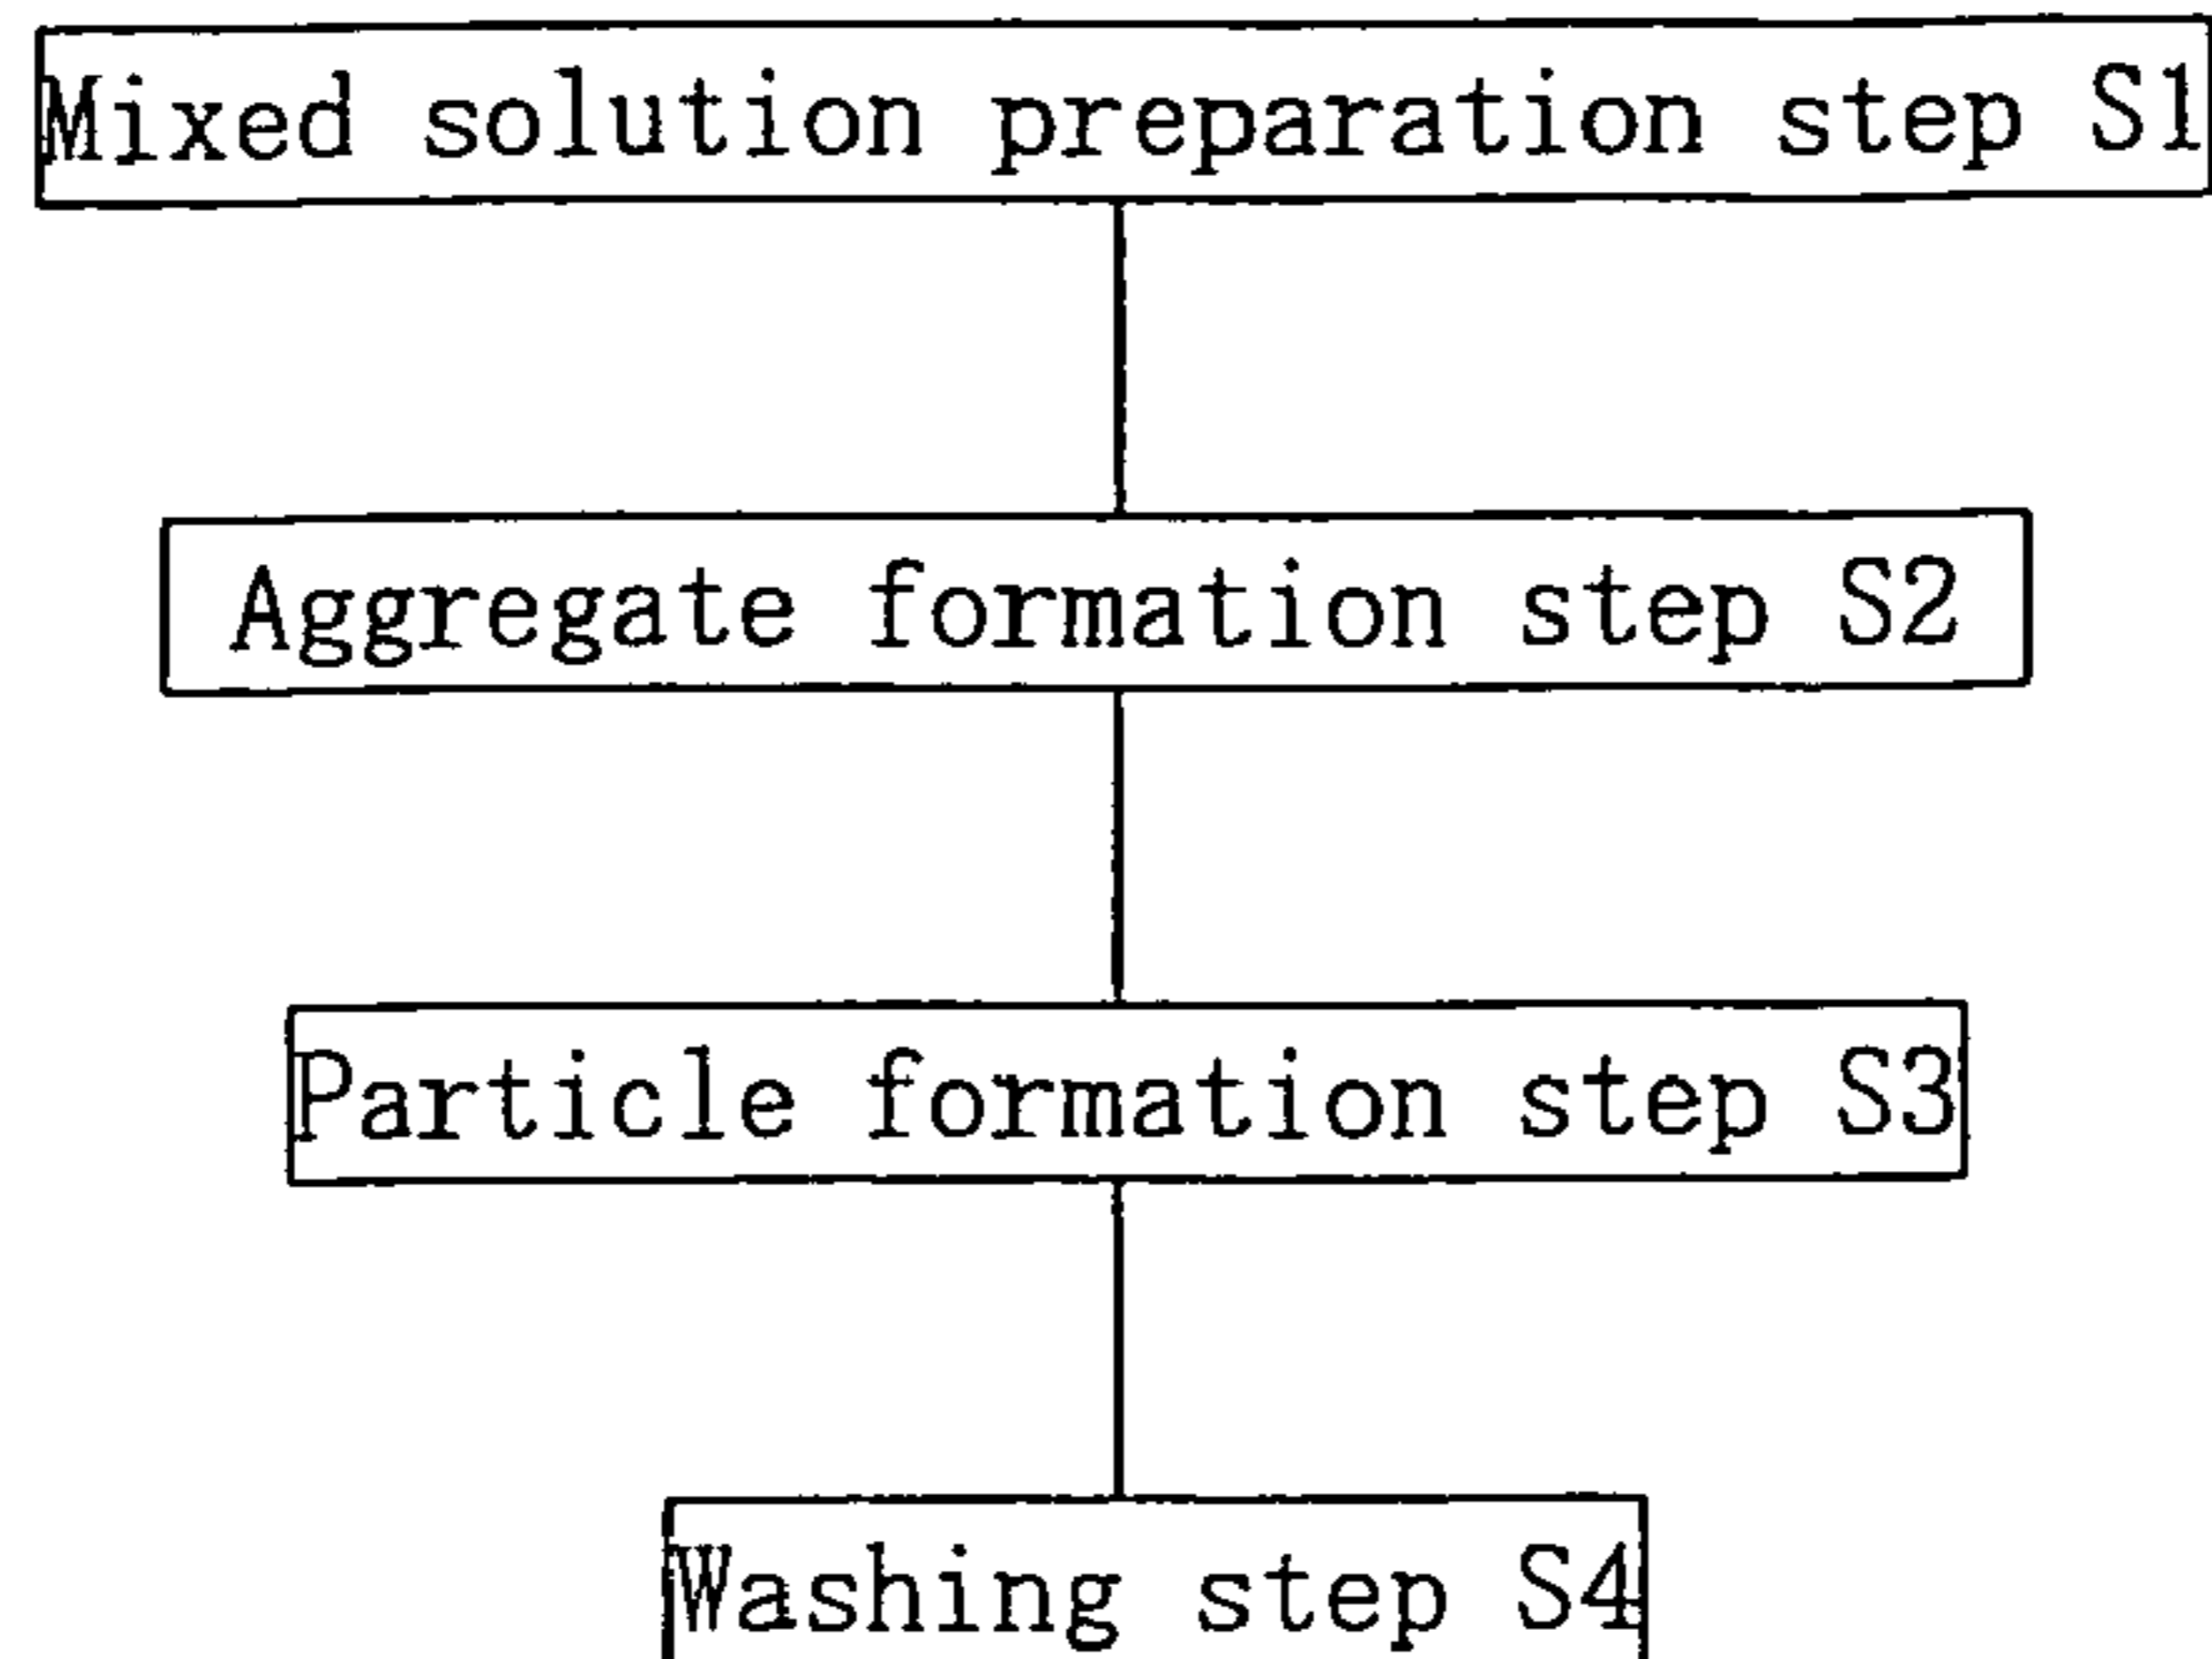 Mixed solution preparation step S1
Aggregate formation step S2
Particle formation step S3
Washing step S4